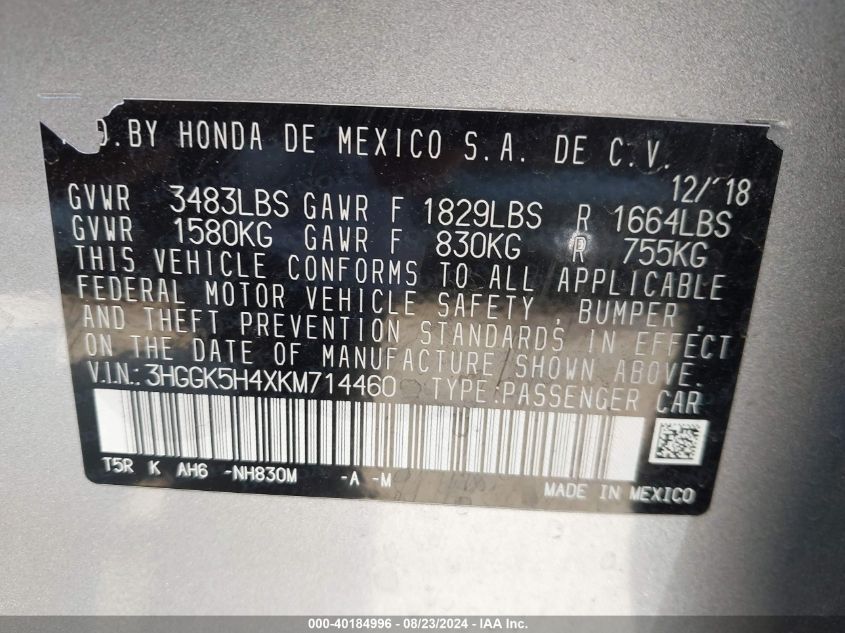 BY HONDA DE MEXICO S.A. DE C.V.
12/'18
GVWR 3483LBS GAWR F 1829LBS R 1664LBS
GVWR 1580KG GAWR F 830KG R 755KG
THIS VEHICLE CONFORMS TO ALL APPLICABLE
FEDERAL MOTOR VEHICLE SAFETY, BUMPER,
AND THEFT PREVENTION STANDARDS IN EFFECT
ON THE DATE OF MANUFACTURE SHOWN ABOVE.
V.I.N.: 3HGGK5H4XKM714460 TYPE:PASSENGER CAR
T5R K AH6 -NH830M -A -M
MADE IN MEXICO
000-40184996 - 08/23/2024 - IAA Inc.